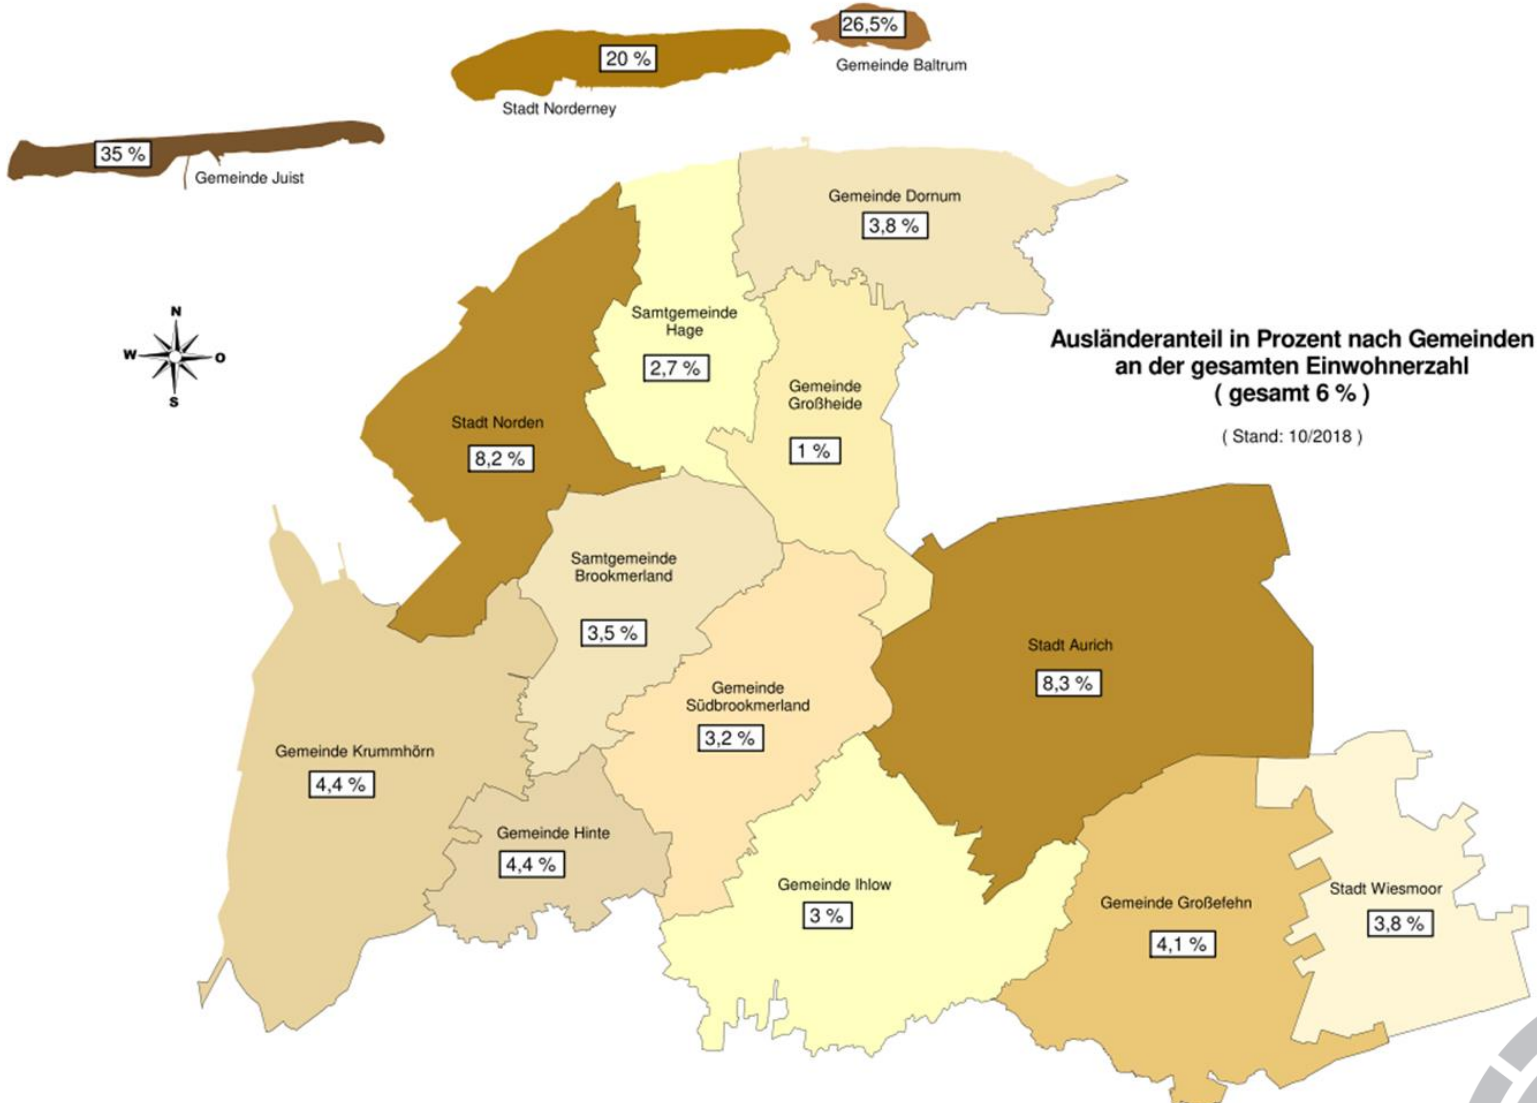 26,5%
Gemeinde Baltrum
20 %
Stadt Norderney
35 %
Gemeinde Juist
Gemeinde Dornum
3,8 %
N
W
O
S
Samtgemeinde
Hage
2,7 %
Ausländeranteil in Prozent nach Gemeinden
an der gesamten Einwohnerzahl
( gesamt 6 % )
( Stand: 10/2018 )
Gemeinde
Großheide
1 %
Stadt Norden
8,2 %
Samtgemeinde
Brookmerland
3,5 %
Stadt Aurich
8,3 %
Gemeinde
Südbrookmerland
3,2 %
Gemeinde Krummhörn
4,4 %
Gemeinde Hinte
4,4 %
Gemeinde Ihlow
3 %
Gemeinde Großefehn
4,1 %
Stadt Wiesmoor
3,8 %